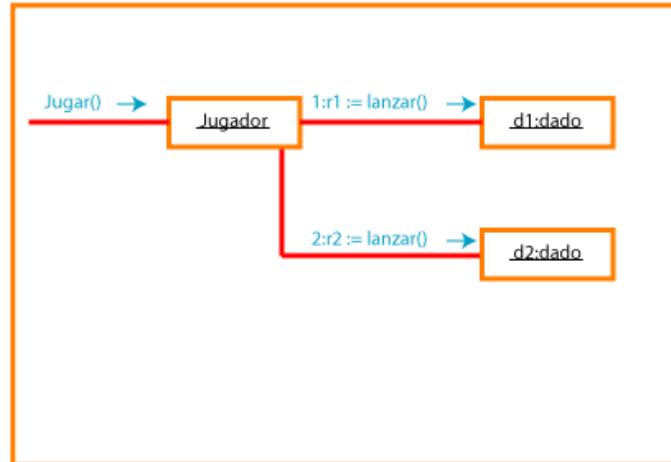 Jugar()
1:r1 := lanzar()
Jugador
d1:dado
2:r2 := lanzar()
d2:dado